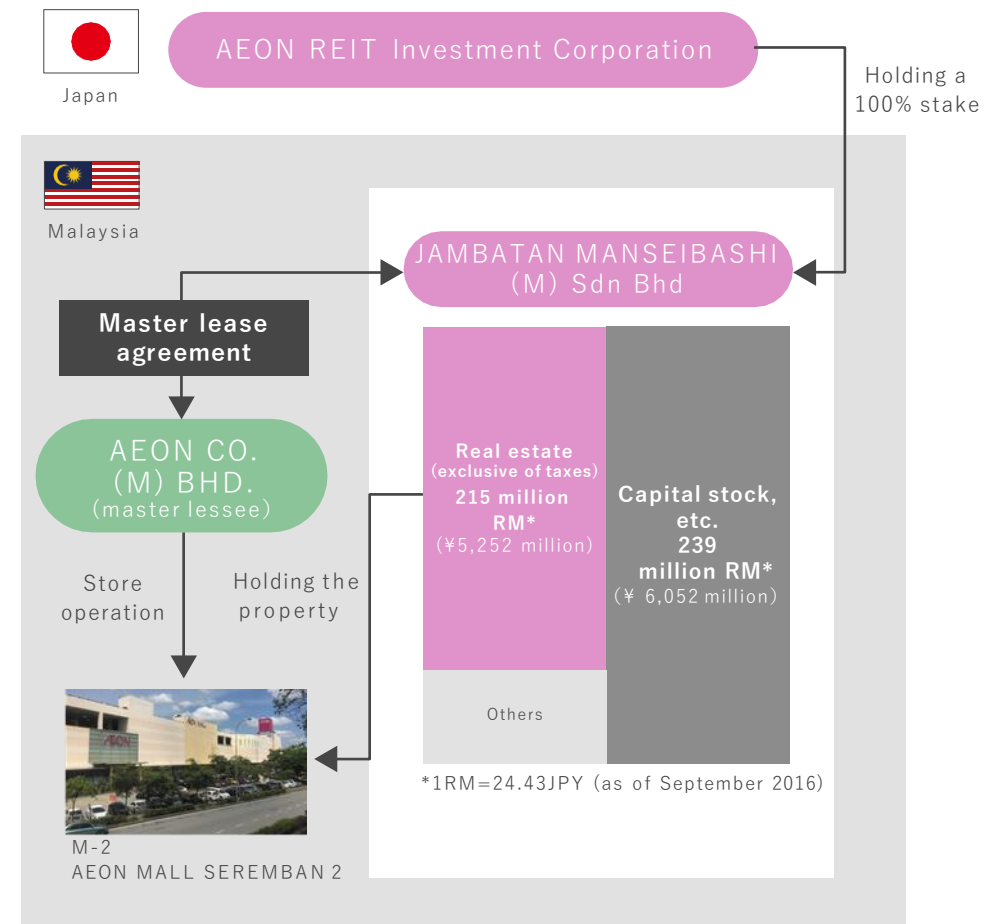 AEON REIT Investment Corporation
Japan
Holding a
100% stake
Malaysia
JAMBATAN MANSEIBASHI
(M) Sdn Bhd
Master lease
agreement
AEON CO.
(M) BHD.
(master lessee)
Real estate
(exclusive of taxes)
215 million
RM*
(¥5,252 million)
Capital stock,
etc.
239
million RM*
(¥ 6,052 million)
Store
operation
Holding the
property
Others
AEON
*1RM=24.43JPY (as of September 2016)
M-2
AEON MALL SEREMBAN 2